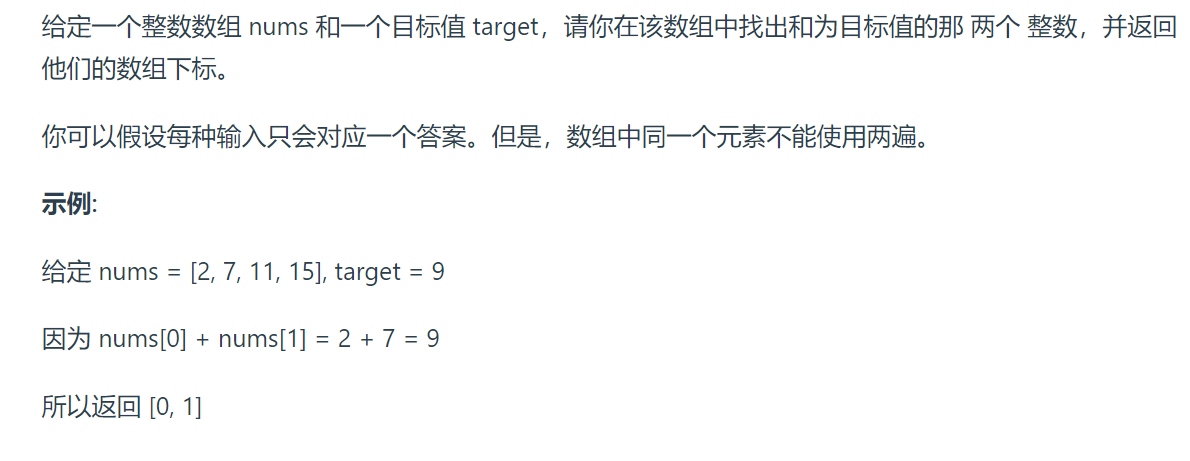 给定一个整数数组 nums 和一个目标值 target，请你在该数组中找出和为目标值的那 两个 整数，并返回
他们的数组下标。
你可以假设每种输入只会对应一个答案。但是，数组中同一个元素不能使用两遍。
示例:
给定 nums = [2, 7, 11, 15], target = 9
因为 nums[0] + nums[1] = 2 + 7 = 9
所以返回 [0, 1]